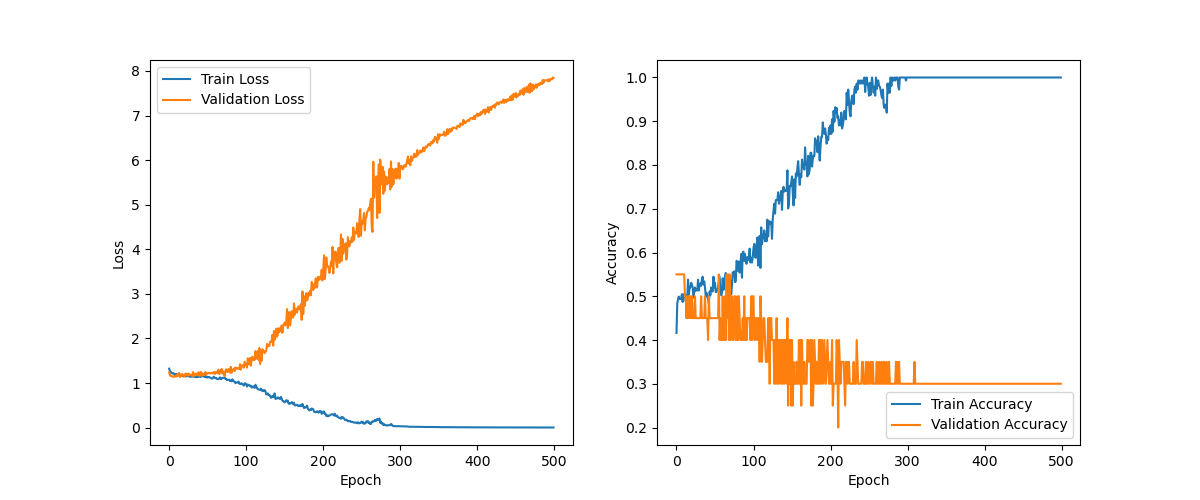 Train Loss
Validation Loss
Loss
8
7
6
5
4
3
2
1
0
0 100 200 300 400 500
Epoch
Accuracy
1.0
0.9
0.8
0.7
0.6
0.5
0.4
0.3
0.2
Train Accuracy
Validation Accuracy
0 100 200 300 400 500
Epoch